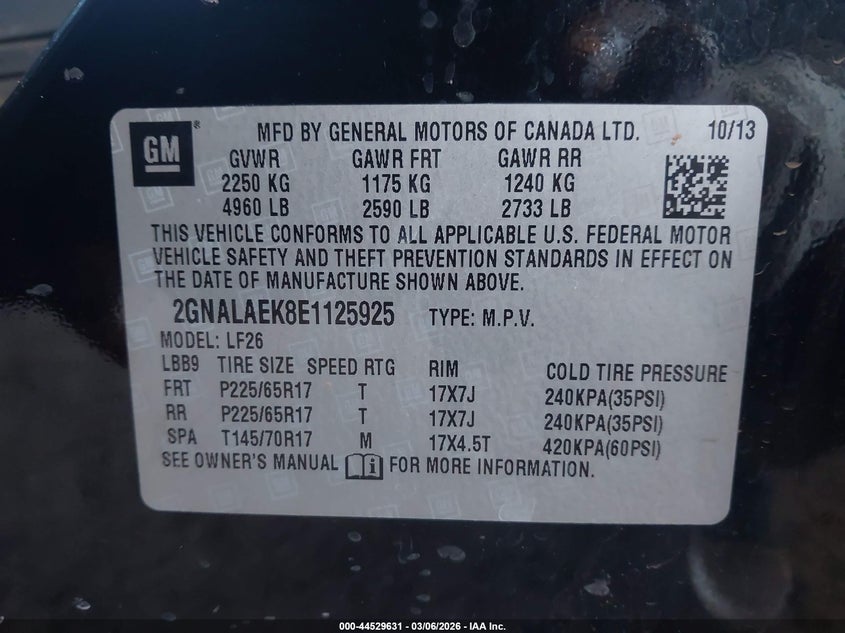 GM ® MFD BY GENERAL MOTORS OF CANADA LTD. 10/13
GVWR GAWR FRT GAWR RR
2250 KG 1175 KG 1240 KG
4960 LB 2590 LB 2733 LB
THIS VEHICLE CONFORMS TO ALL APPLICABLE U.S. FEDERAL MOTOR
VEHICLE SAFETY AND THEFT PREVENTION STANDARDS IN EFFECT ON
THE DATE OF MANUFACTURE SHOWN ABOVE.
2GNALAEK8E1125925 TYPE: M.P.V.
MODEL: LF26
LBB9 TIRE SIZE SPEED RTG RIM COLD TIRE PRESSURE
FRT P225/65R17 T 17X7J 240KPA(35PSI)
RR P225/65R17 T 17X7J 240KPA(35PSI)
SPA T145/70R17 M 17X4.5T 420KPA(60PSI)
SEE OWNER'S MANUAL i FOR MORE INFORMATION.
000-44529631 - 03/06/2026 - IAA Inc.